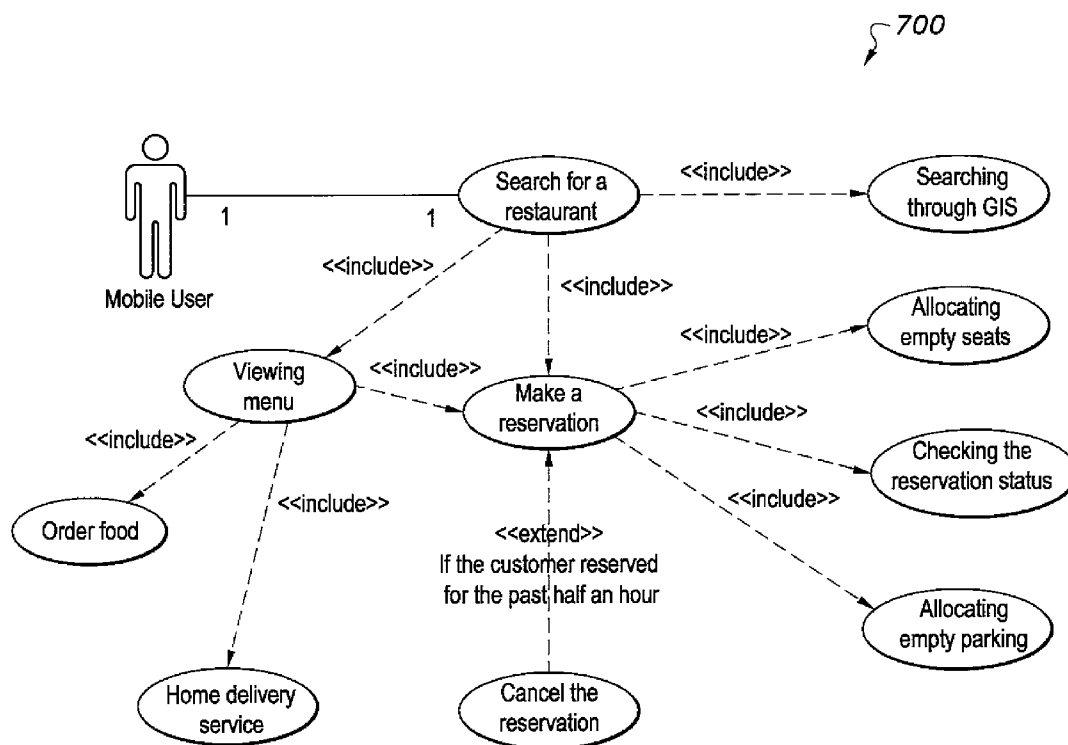 700
Search for a
restaurant
<<include>>
Searching
through GIS
1
1
Mobile User
<<include>>
<<include>>
Allocating
empty seats
<<include>>
Viewing
menu
<<include>>
Make a
reservation
<<include>>
Checking the
reservation status
<<include>>
Order food
<<include>>
<<include>>
<<extend>>
If the customer reserved
for the past half an hour
Allocating
empty parking
Home delivery
service
Cancel the
reservation